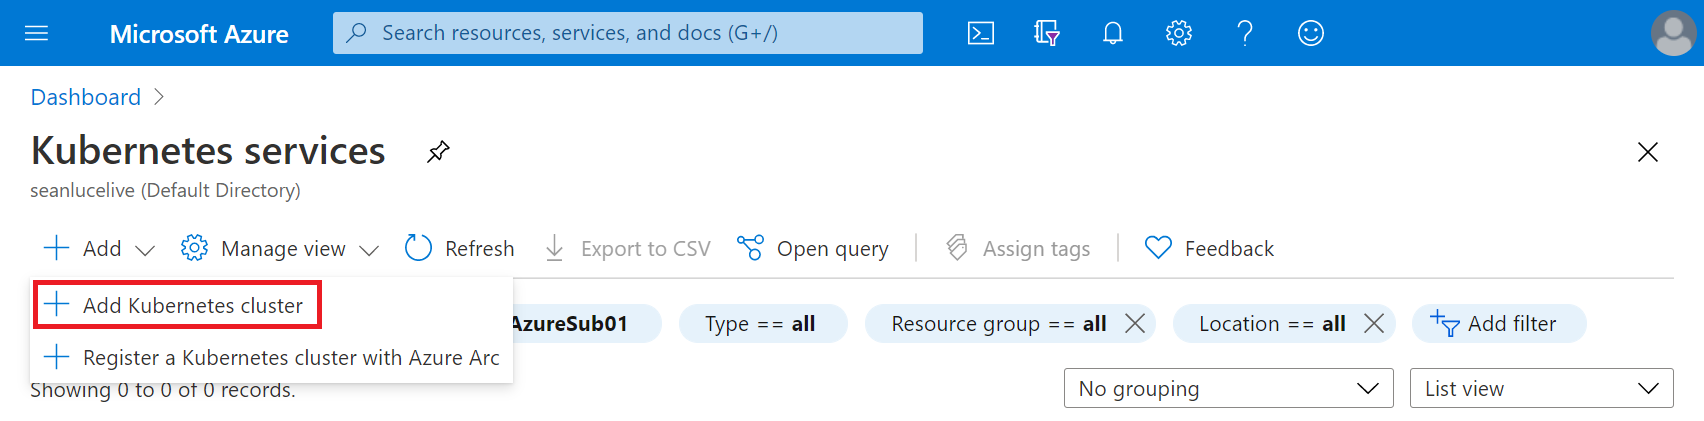 Microsoft Azure
Search resources, services, and docs (G+/)
Dashboard
Kubernetes services
seanlucelive (Default Directory)
Add Manage view Refresh Export to CSV Open query Assign tags Feedback
Add Kubernetes cluster
AzureSub01 Type == all Resource group == all Location == all Add filter
Register a Kubernetes cluster with Azure Arc
Showing 0 to 0 of 0 records.
No grouping List view